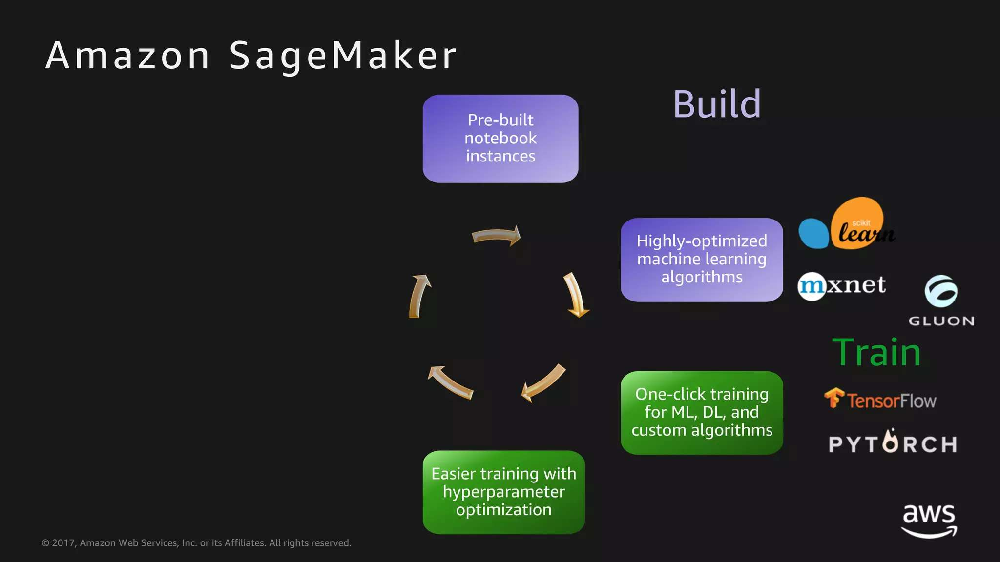 Amazon SageMaker
Build
Pre-built
notebook
instances
Highly-optimized
machine learning
algorithms
scikit
learn
mxnet
GLUON
Train
One-click training
for ML, DL, and
custom algorithms
TensorFlow
PYTORCH
Easier training with
hyperparameter
optimization
aws
© 2017, Amazon Web Services, Inc. or its Affiliates. All rights reserved.